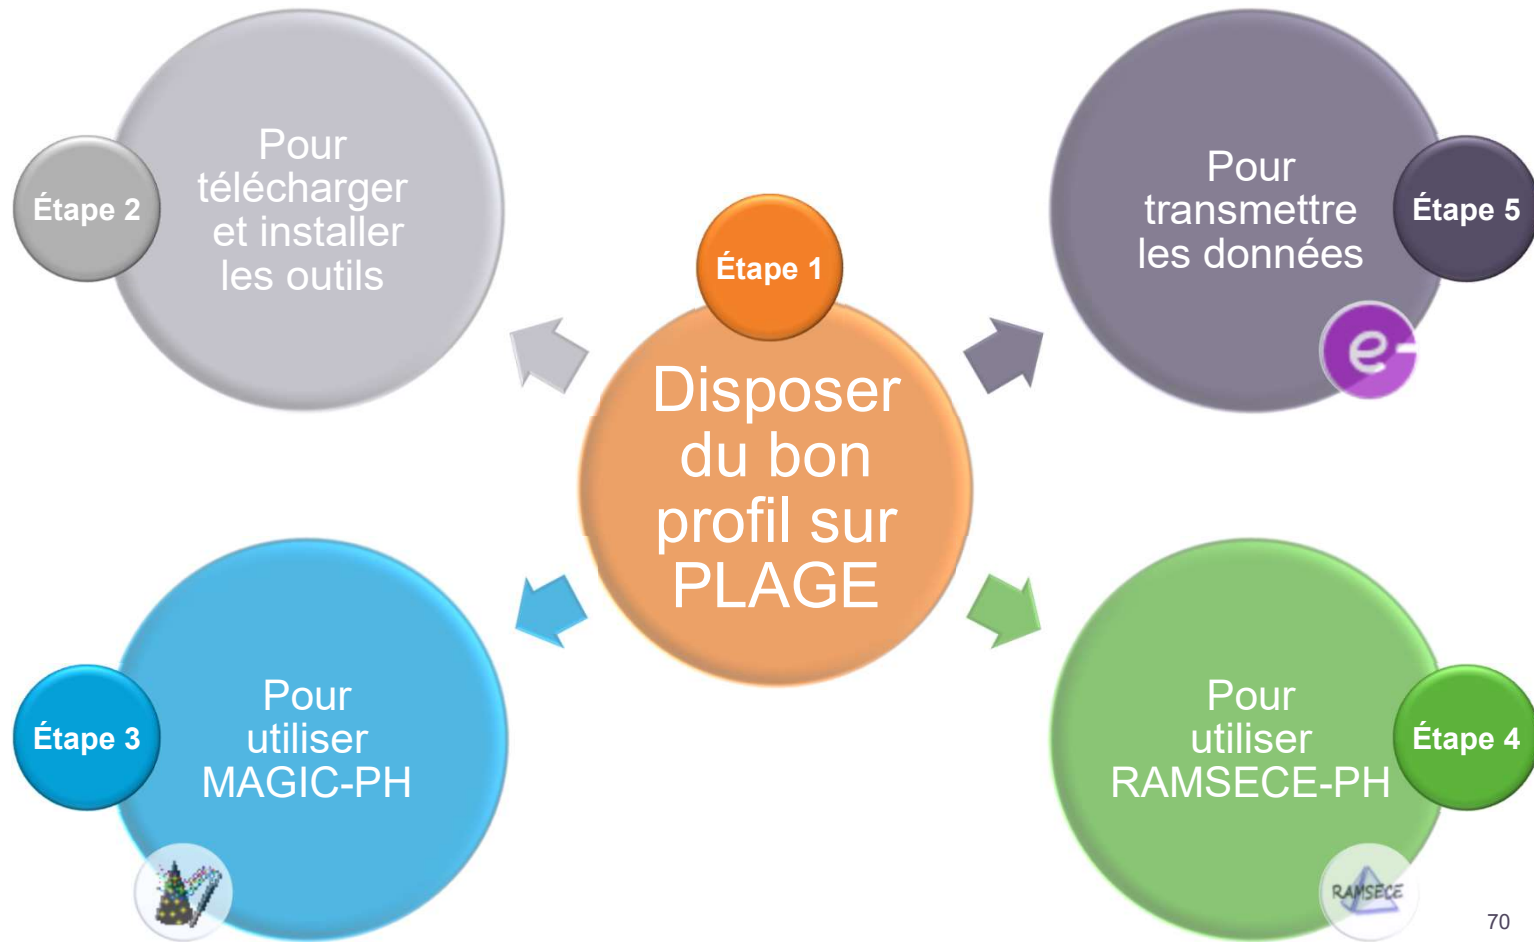 Étape 1
Disposer
du bon
profil sur
PLAGE
Étape 2
Pour
télécharger
et installer
les outils
Étape 3
Pour
utiliser
MAGIC-PH
Étape 4
Pour
utiliser
RAMSECE-PH
RAMSECE
Étape 5
Pour
transmettre
les données
e-
70